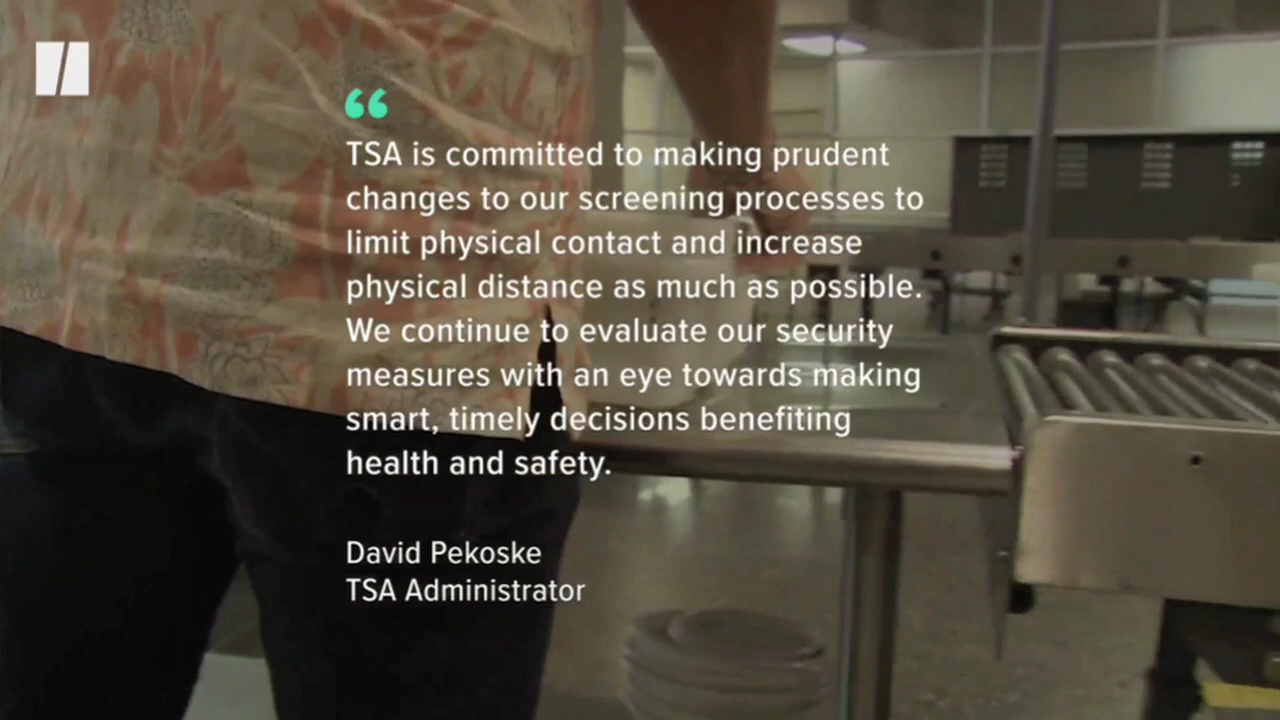 “
TSA is committed to making prudent
changes to our screening processes to
limit physical contact and increase
physical distance as much as possible.
We continue to evaluate our security
measures with an eye towards making
smart, timely decisions benefiting
health and safety.
David Pekoske
TSA Administrator